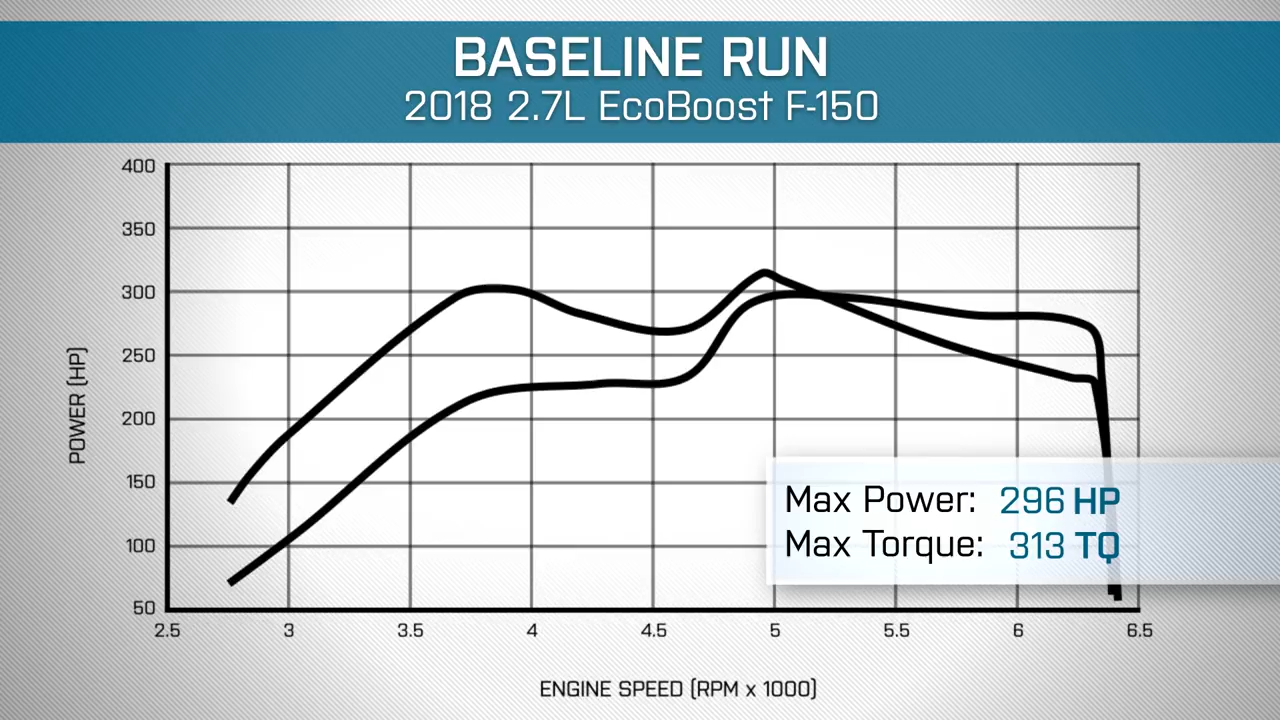 BASELINE RUN
2018 2.7L EcoBoost F-150
400
350
300
250
200
150
100
50
POWER (HP)
Max Power: 296 HP
Max Torque: 313 TQ
2.5 3 3.5 4 4.5 5 5.5 6 6.5
ENGINE SPEED (RPM x 1000)